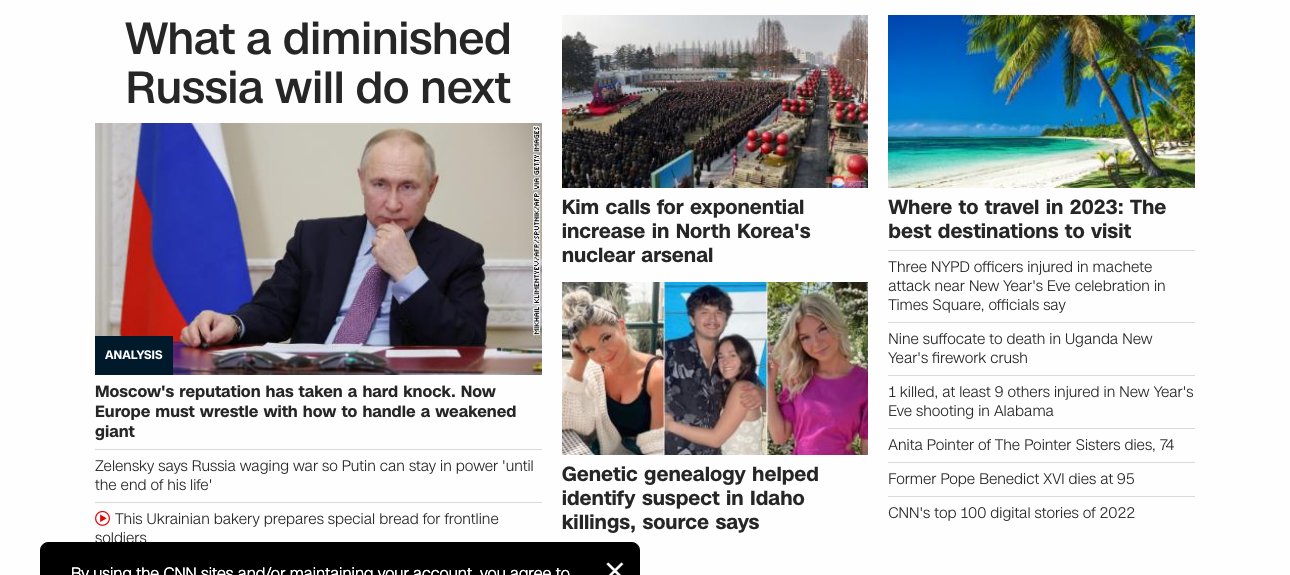 What a diminished
Russia will do next
MIKHAIL KLIMENTYEV/AFP/SPUTNIK/AFP VIA GETTY IMAGES
ANALYSIS
Moscow's reputation has taken a hard knock. Now
Europe must wrestle with how to handle a weakened
giant
Zelensky says Russia waging war so Putin can stay in power 'until
the end of his life'
This Ukrainian bakery prepares special bread for frontline
soldiers
Kim calls for exponential
increase in North Korea's
nuclear arsenal
Genetic genealogy helped
identify suspect in Idaho
killings, source says
Where to travel in 2023: The
best destinations to visit
Three NYPD officers injured in machete
attack near New Year's Eve celebration in
Times Square, officials say
Nine suffocate to death in Uganda New
Year's firework crush
1 killed, at least 9 others injured in New Year's
Eve shooting in Alabama
Anita Pointer of The Pointer Sisters dies, 74
Former Pope Benedict XVI dies at 95
CNN's top 100 digital stories of 2022
By using the CNN sites and/or maintaining your account, you agree to